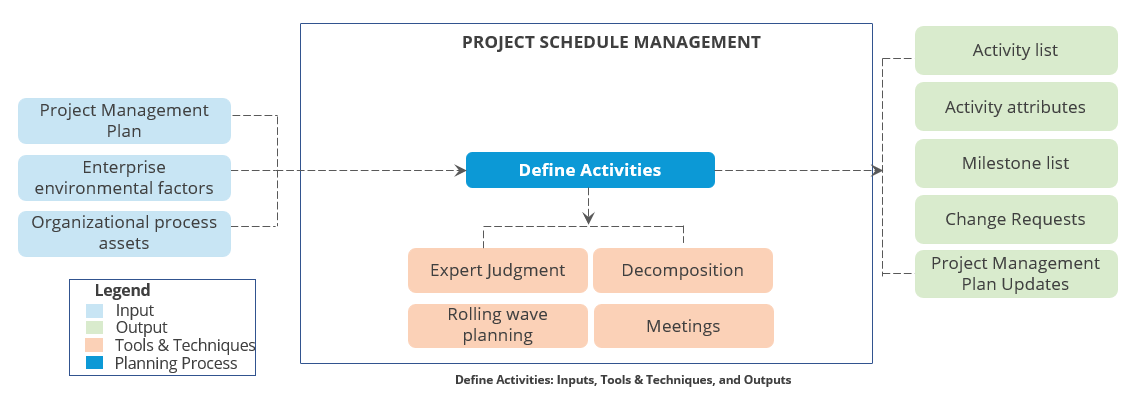 PROJECT SCHEDULE MANAGEMENT
Project Management
Plan
Enterprise
environmental factors
Organizational process
assets
Define Activities
Expert Judgment
Decomposition
Rolling wave
planning
Meetings
Activity list
Activity attributes
Milestone list
Change Requests
Project Management
Plan Updates
Legend
Input
Output
Tools & Techniques
Planning Process
Define Activities: Inputs, Tools & Techniques, and Outputs